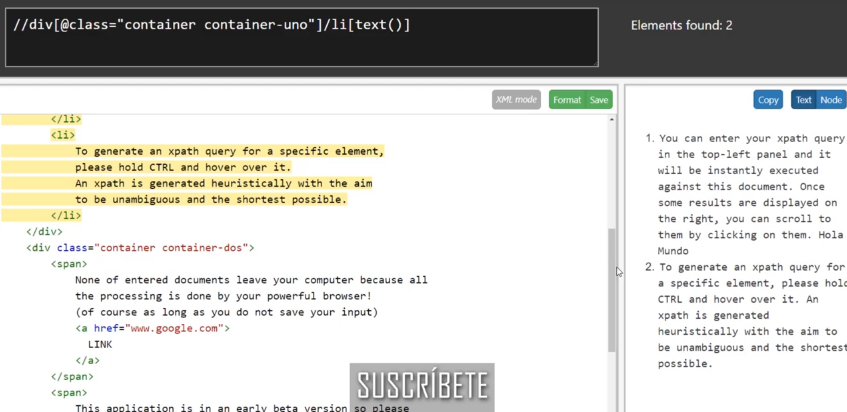 //div[@class="container container-uno"]/li[text()]
Elements found: 2
XML mode
Format
Save
Copy
Text
Node
</li>
<li>
To generate an xpath query for a specific element,
please hold CTRL and hover over it.
An xpath is generated heuristically with the aim
to be unambiguous and the shortest possible.
</li>
</div>
<div class="container container-dos">
<span>
None of entered documents leave your computer because all
the processing is done by your powerful browser!
(of course as long as you do not save your input)
<a href="www.google.com">
LINK
</a>
</span>
<span>
This application is in an early beta version so please
1. You can enter your xpath query
in the top-left panel and it
will be instantly executed
against this document. Once
some results are displayed on
the right, you can scroll to
them by clicking on them. Hola
Mundo
2. To generate an xpath query for
a specific element, please hold
CTRL and hover over it. An
xpath is generated
heuristically with the aim to
be unambiguous and the shortest
possible.
SUSCRÍBETE